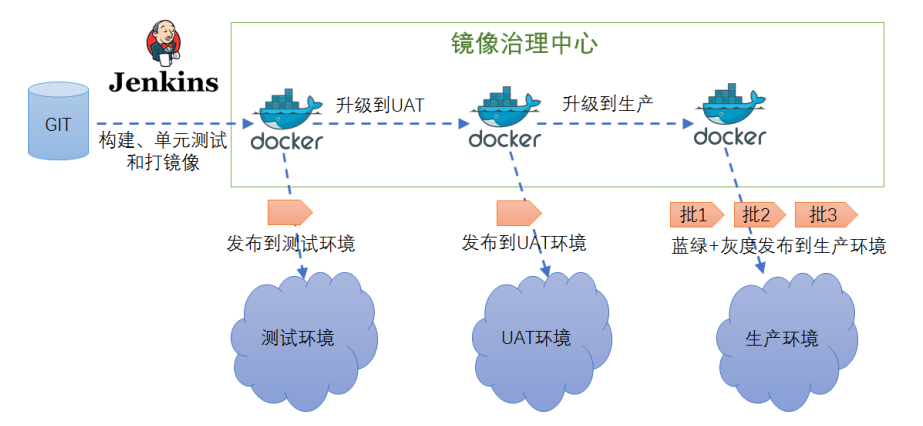 镜像治理中心
Jenkins
GIT
构建、单元测试
和打镜像
docker
升级到UAT
docker
升级到生产
docker
发布到测试环境
发布到UAT环境
批1
批2
批3
蓝绿+灰度发布到生产环境
测试环境
UAT环境
生产环境